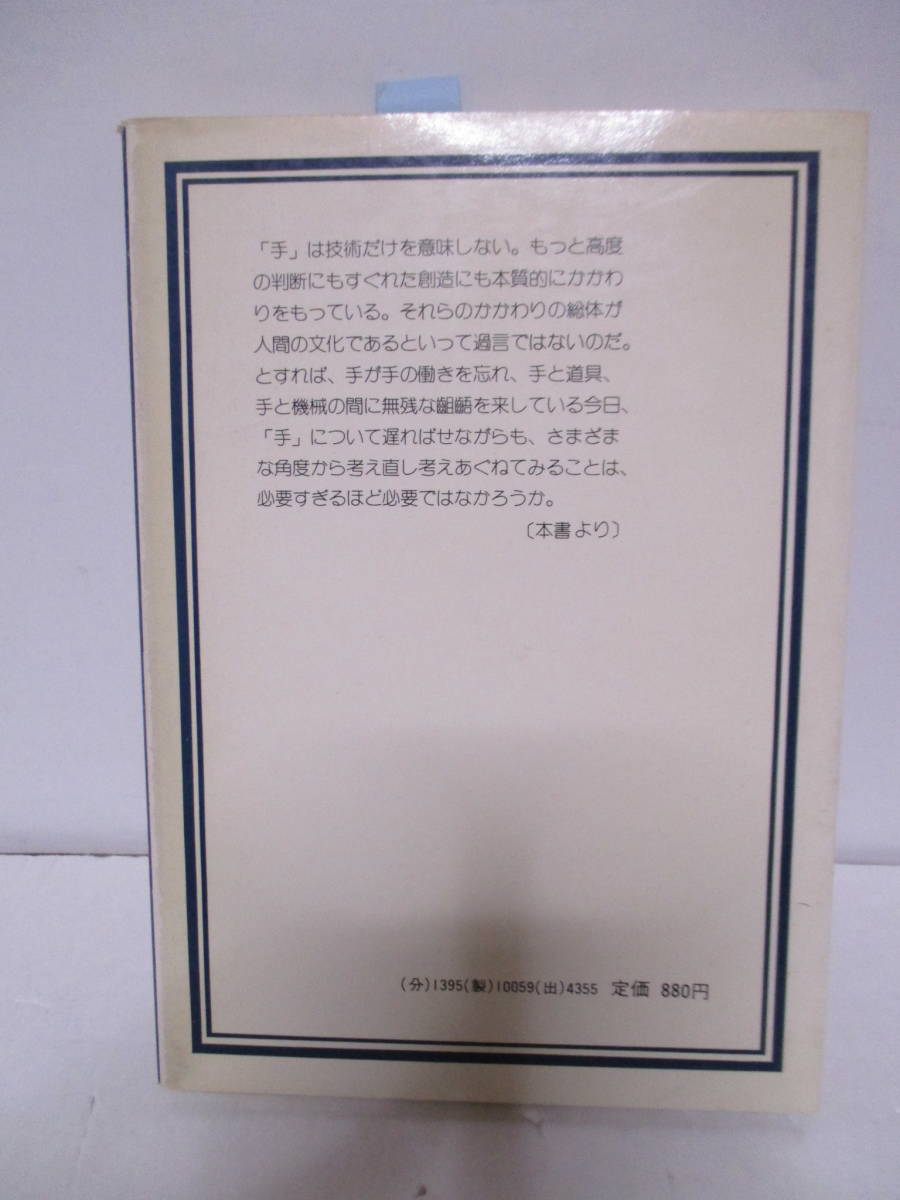 「手」は技術だけを意味しない。もっと高度
の判断にもすぐれた創造にも本質的にかかわ
りをもっている。それらのかかわりの総体が
人間の文化であるといって過言ではないのだ。
とすれば、手が手の働きを忘れ、手と道具、
手と機械の間に無残な齟齬を来している今日、
「手」について遅ればせながらも、さまざま
な角度から考え直し考えあぐねてみることは、
必要すぎるほど必要ではなかろうか。
〔本書より〕
(分)1395(製)10059(出)4355 定価 880円